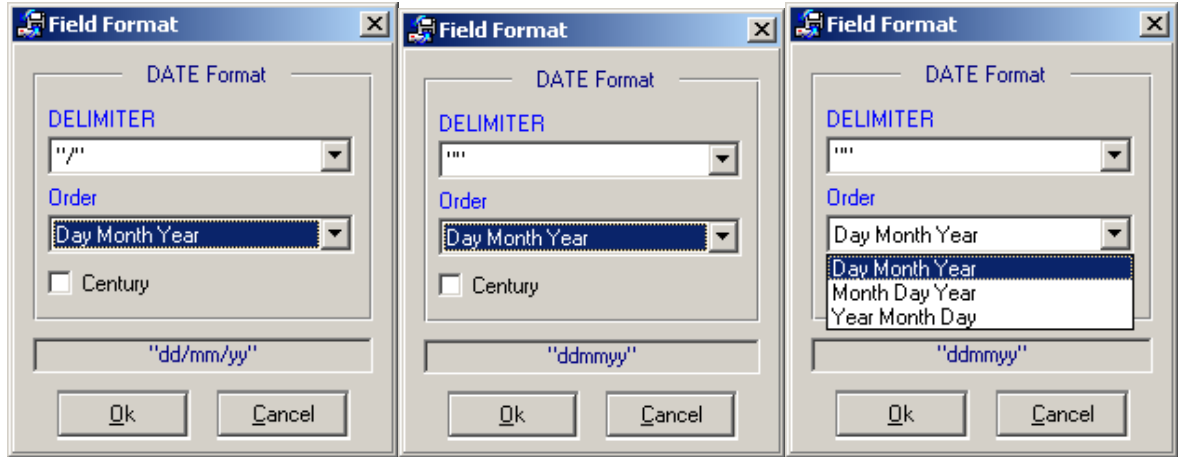 Field Format
DATE Format
DELIMITER
"/"
Order
Day Month Year
Century
"dd/mm/yy"
Ok
Cancel
Field Format
DATE Format
DELIMITER
""
Order
Day Month Year
Century
"ddmmyy"
Ok
Cancel
Field Format
DATE Format
DELIMITER
""
Order
Day Month Year
Day Month Year
Month Day Year
Year Month Day
"ddmmyy"
Ok
Cancel